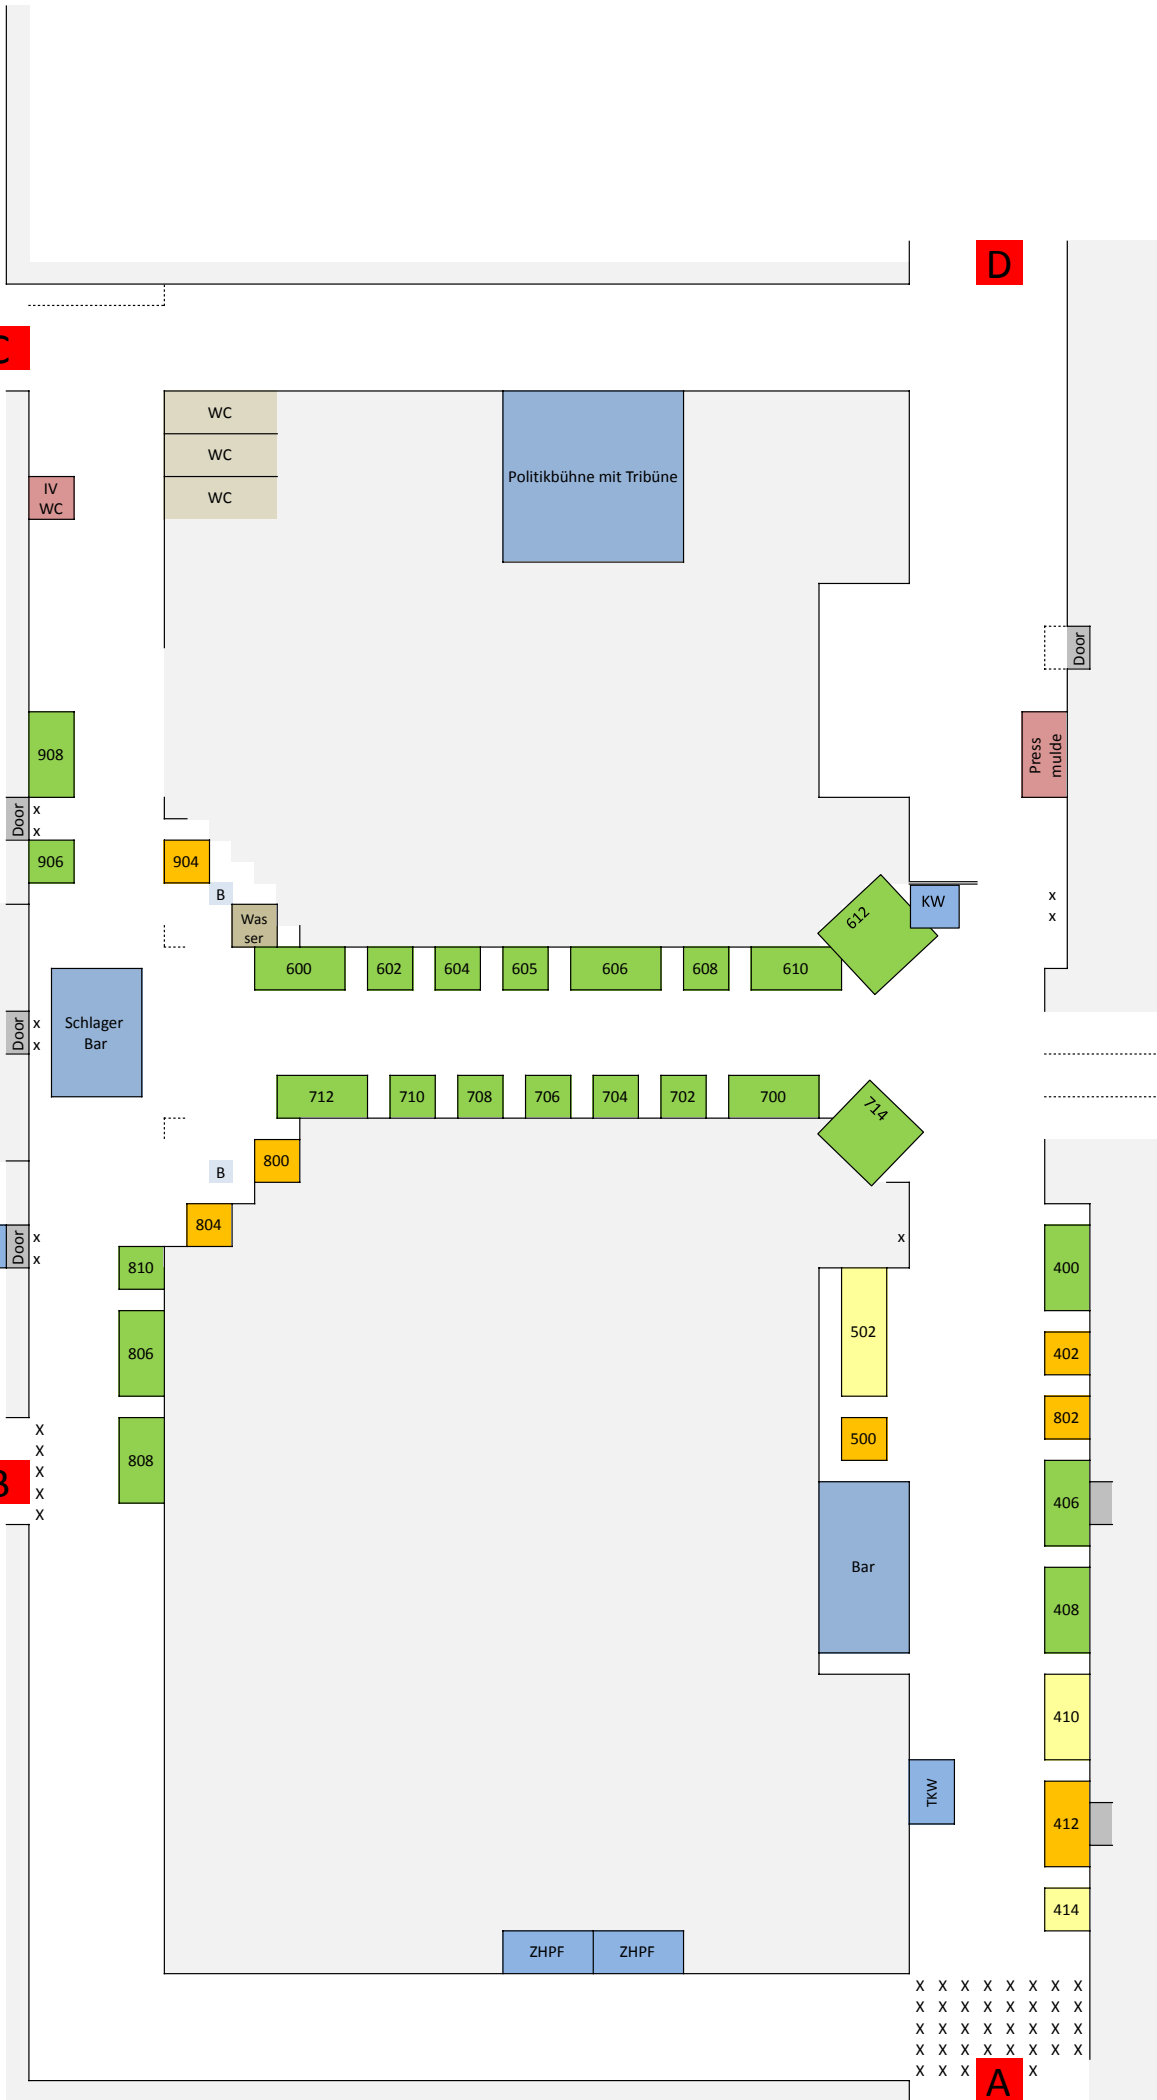 D
C
WC
WC
WC
IV
WC
Politikbühne mit Tribüne
Door
Press
mulde
908
Door
x
x
906
904
B
Was
ser
KW
x
x
612
600
602
604
605
606
608
610
Schlager
Bar
Door
x
x
712
710
708
706
704
702
700
714
800
B
804
Door
x
x
x
810
400
806
502
402
802
500
808
X
X
X
X
X
B
406
Bar
408
410
TKW
412
414
ZHPF
ZHPF
X X X X X X X X
X X X X X X X X
X X X X X X X X
X X X X X X X X
X X X X
A